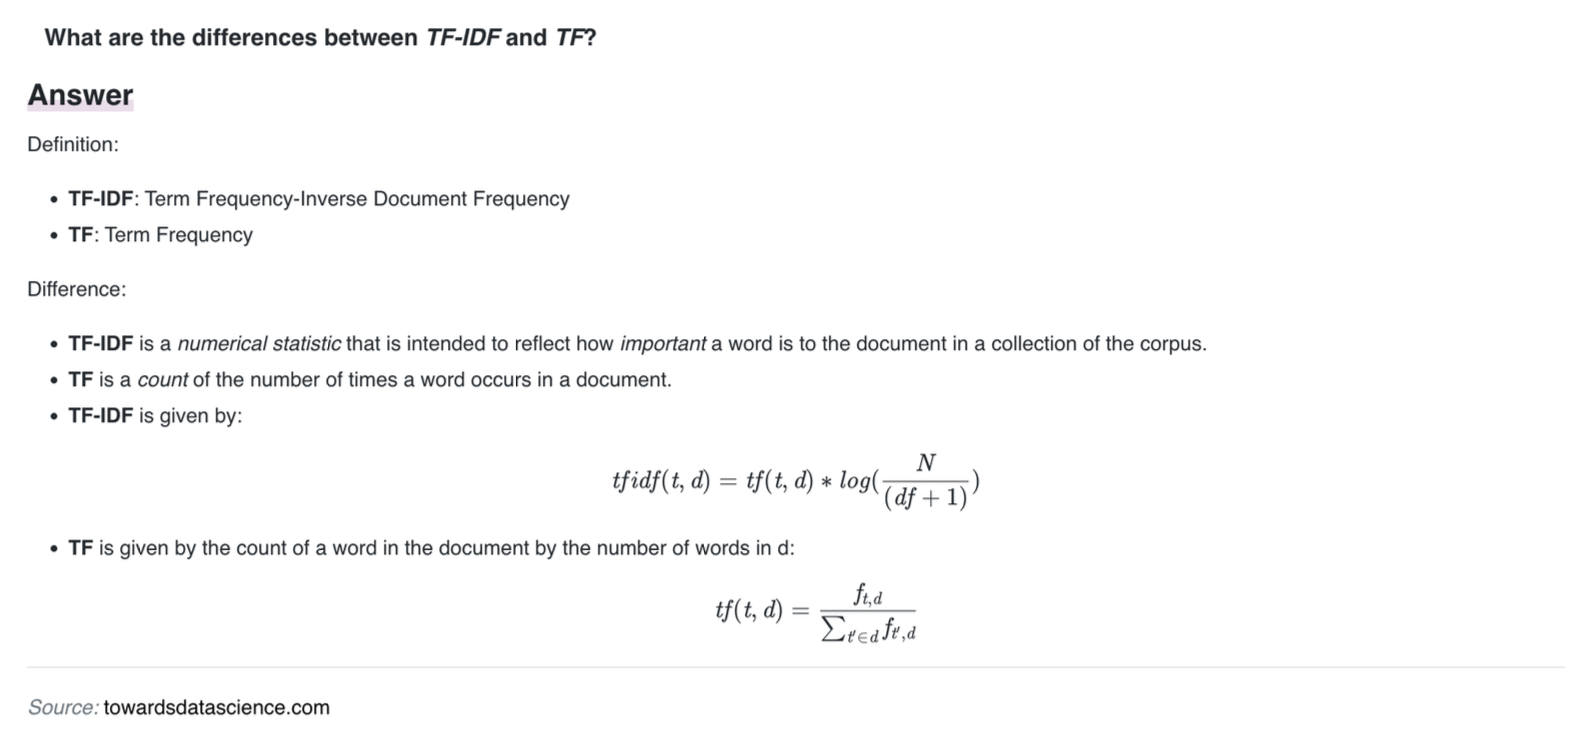 What are the differences between TF-IDF and TF?
Answer
Definition:
• TF-IDF: Term Frequency-Inverse Document Frequency
• TF: Term Frequency
Difference:
• TF-IDF is a numerical statistic that is intended to reflect how important a word is to the document in a collection of the corpus.
• TF is a count of the number of times a word occurs in a document.
• TF-IDF is given by:
tfidf(t, d) = tf(t, d) * log(N/(df + 1))
• TF is given by the count of a word in the document by the number of words in d:
tf(t, d) = f_{t,d} / ∑_{t'∈d} f_{t',d}
Source: towardsdatascience.com